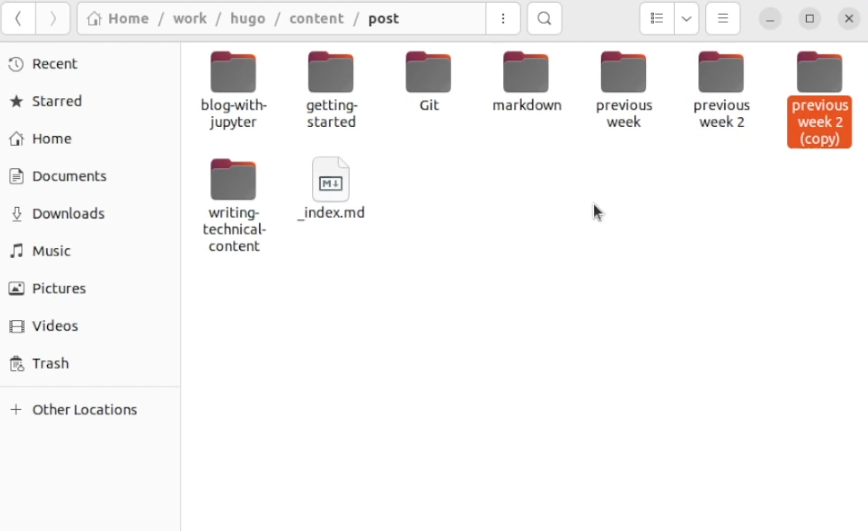 Home / work / hugo / content / post
Recent
Starred
Home
Documents
Downloads
Music
Pictures
Videos
Trash
+ Other Locations
blog-with-
jupyter
getting-
started
Git
markdown
previous
week
previous
week 2
previous
week 2
(copy)
writing-
technical-
content
M↓
_index.md